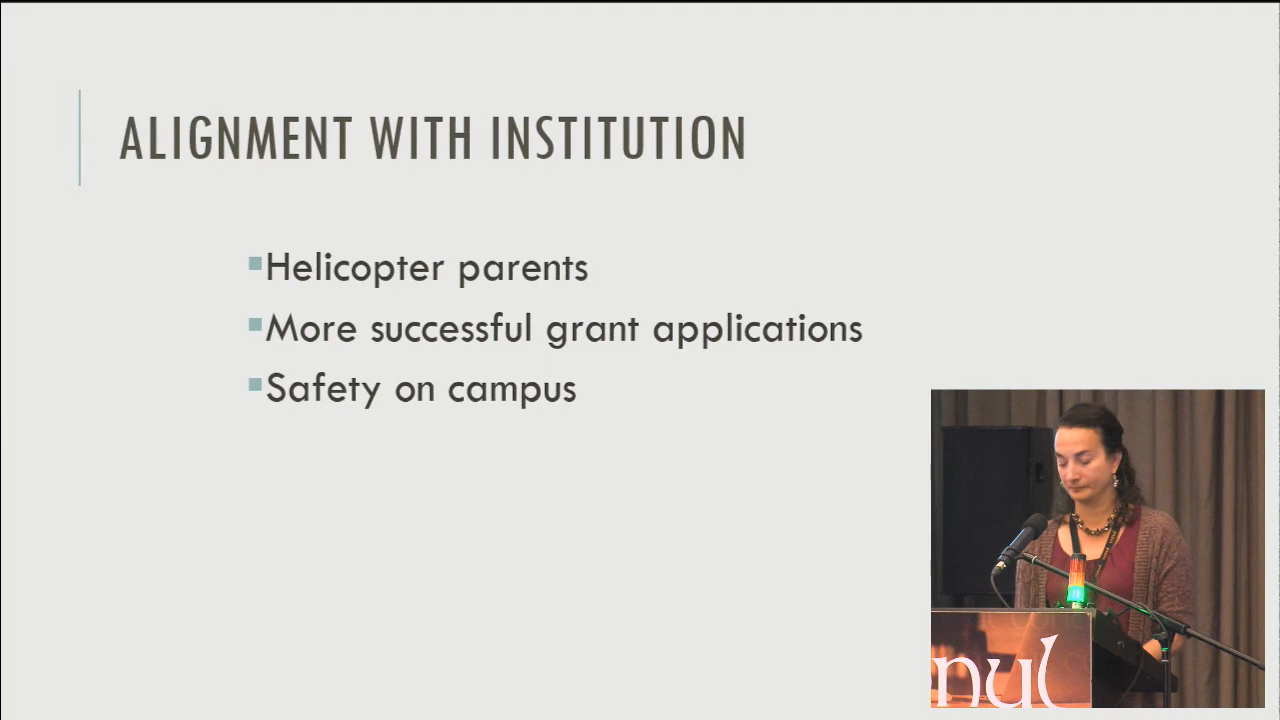 ALIGNMENT WITH INSTITUTION
Helicopter parents
More successful grant applications
Safety on campus
nul